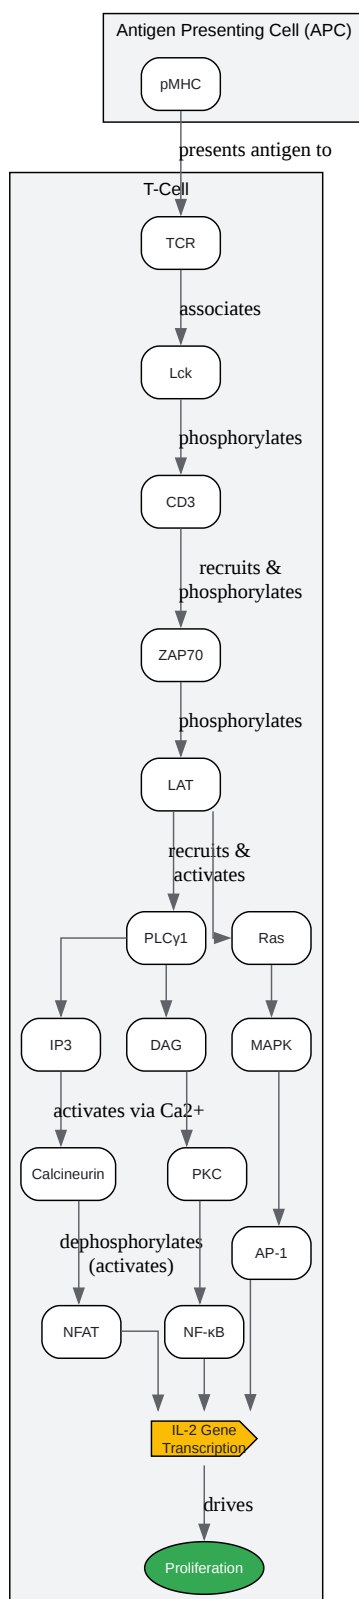 Antigen Presenting Cell (APC)
pMHC
presents antigen to
T-Cell
TCR
associates
Lck
phosphorylates
CD3
recruits &
phosphorylates
ZAP70
phosphorylates
LAT
recruits &
activates
PLCγ1
Ras
IP3
DAG
MAPK
activates via Ca2+
Calcineurin
PKC
dephosphorylates
(activates)
AP-1
NFAT
NF-κB
IL-2 Gene
Transcription
drives
Proliferation